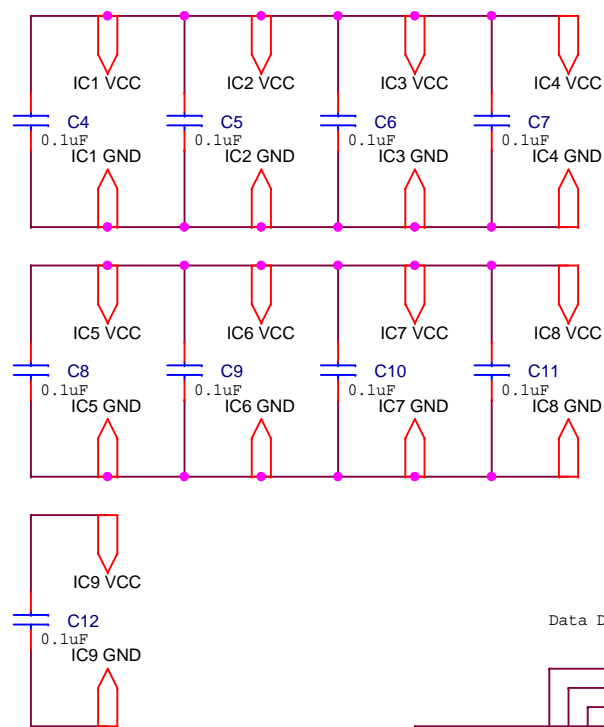 IC1 VCC IC2 VCC IC3 VCC IC4 VCC
C4 C5 C6 C7
0.1uF 0.1uF 0.1uF 0.1uF
IC1 GND IC2 GND IC3 GND IC4 GND
IC5 VCC IC6 VCC IC7 VCC IC8 VCC
C8 C9 C10 C11
0.1uF 0.1uF 0.1uF 0.1uF
IC5 GND IC6 GND IC7 GND IC8 GND
IC9 VCC
C12
Data D
0.1uF
IC9 GND